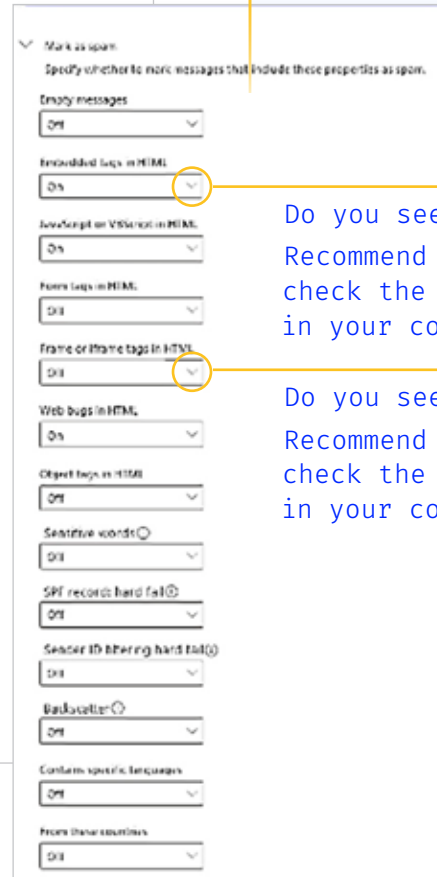 Mark as spam
Specify whether to mark messages that include these properties as spam.
Empty messages
Off
Embedded tags in HTML
On
Do you see
JavaScript or VBScript in HTML
On
Recommend
check the
Form tags in HTML
Off
in your co
Frame or iframe tags in HTML
Off
Do you see
Web bugs in HTML
On
Recommend
check the
Object tags in HTML
Off
in your co
Sensitive words
Off
SPF record: hard fail
Off
Sender ID filtering hard fail
Off
Backscatter
Off
Contains specific languages
Off
From these countries
Off